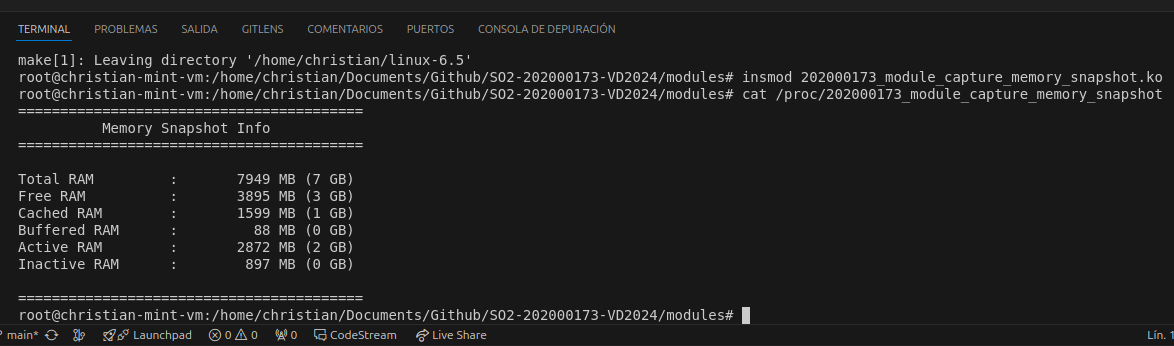 TERMINAL PROBLEMAS SALIDA GITLENS COMENTARIOS PUERTOS CONSOLA DE DEPURACIÓN
make[1]: Leaving directory '/home/christian/linux-6.5'
root@christian-mint-vm:/home/christian/Documents/Github/SO2-202000173-VD2024/modules# insmod 202000173_module_capture_memory_snapshot.ko
root@christian-mint-vm:/home/christian/Documents/Github/SO2-202000173-VD2024/modules# cat /proc/202000173_module_capture_memory_snapshot
=========================================
Memory Snapshot Info
=========================================
Total RAM : 7949 MB (7 GB)
Free RAM : 3895 MB (3 GB)
Cached RAM : 1599 MB (1 GB)
Buffered RAM : 88 MB (0 GB)
Active RAM : 2872 MB (2 GB)
Inactive RAM : 897 MB (0 GB)
=========================================
root@christian-mint-vm:/home/christian/Documents/Github/SO2-202000173-VD2024/modules#
main* Launchpad 0 0 0 CodeStream Live Share Lín. 1